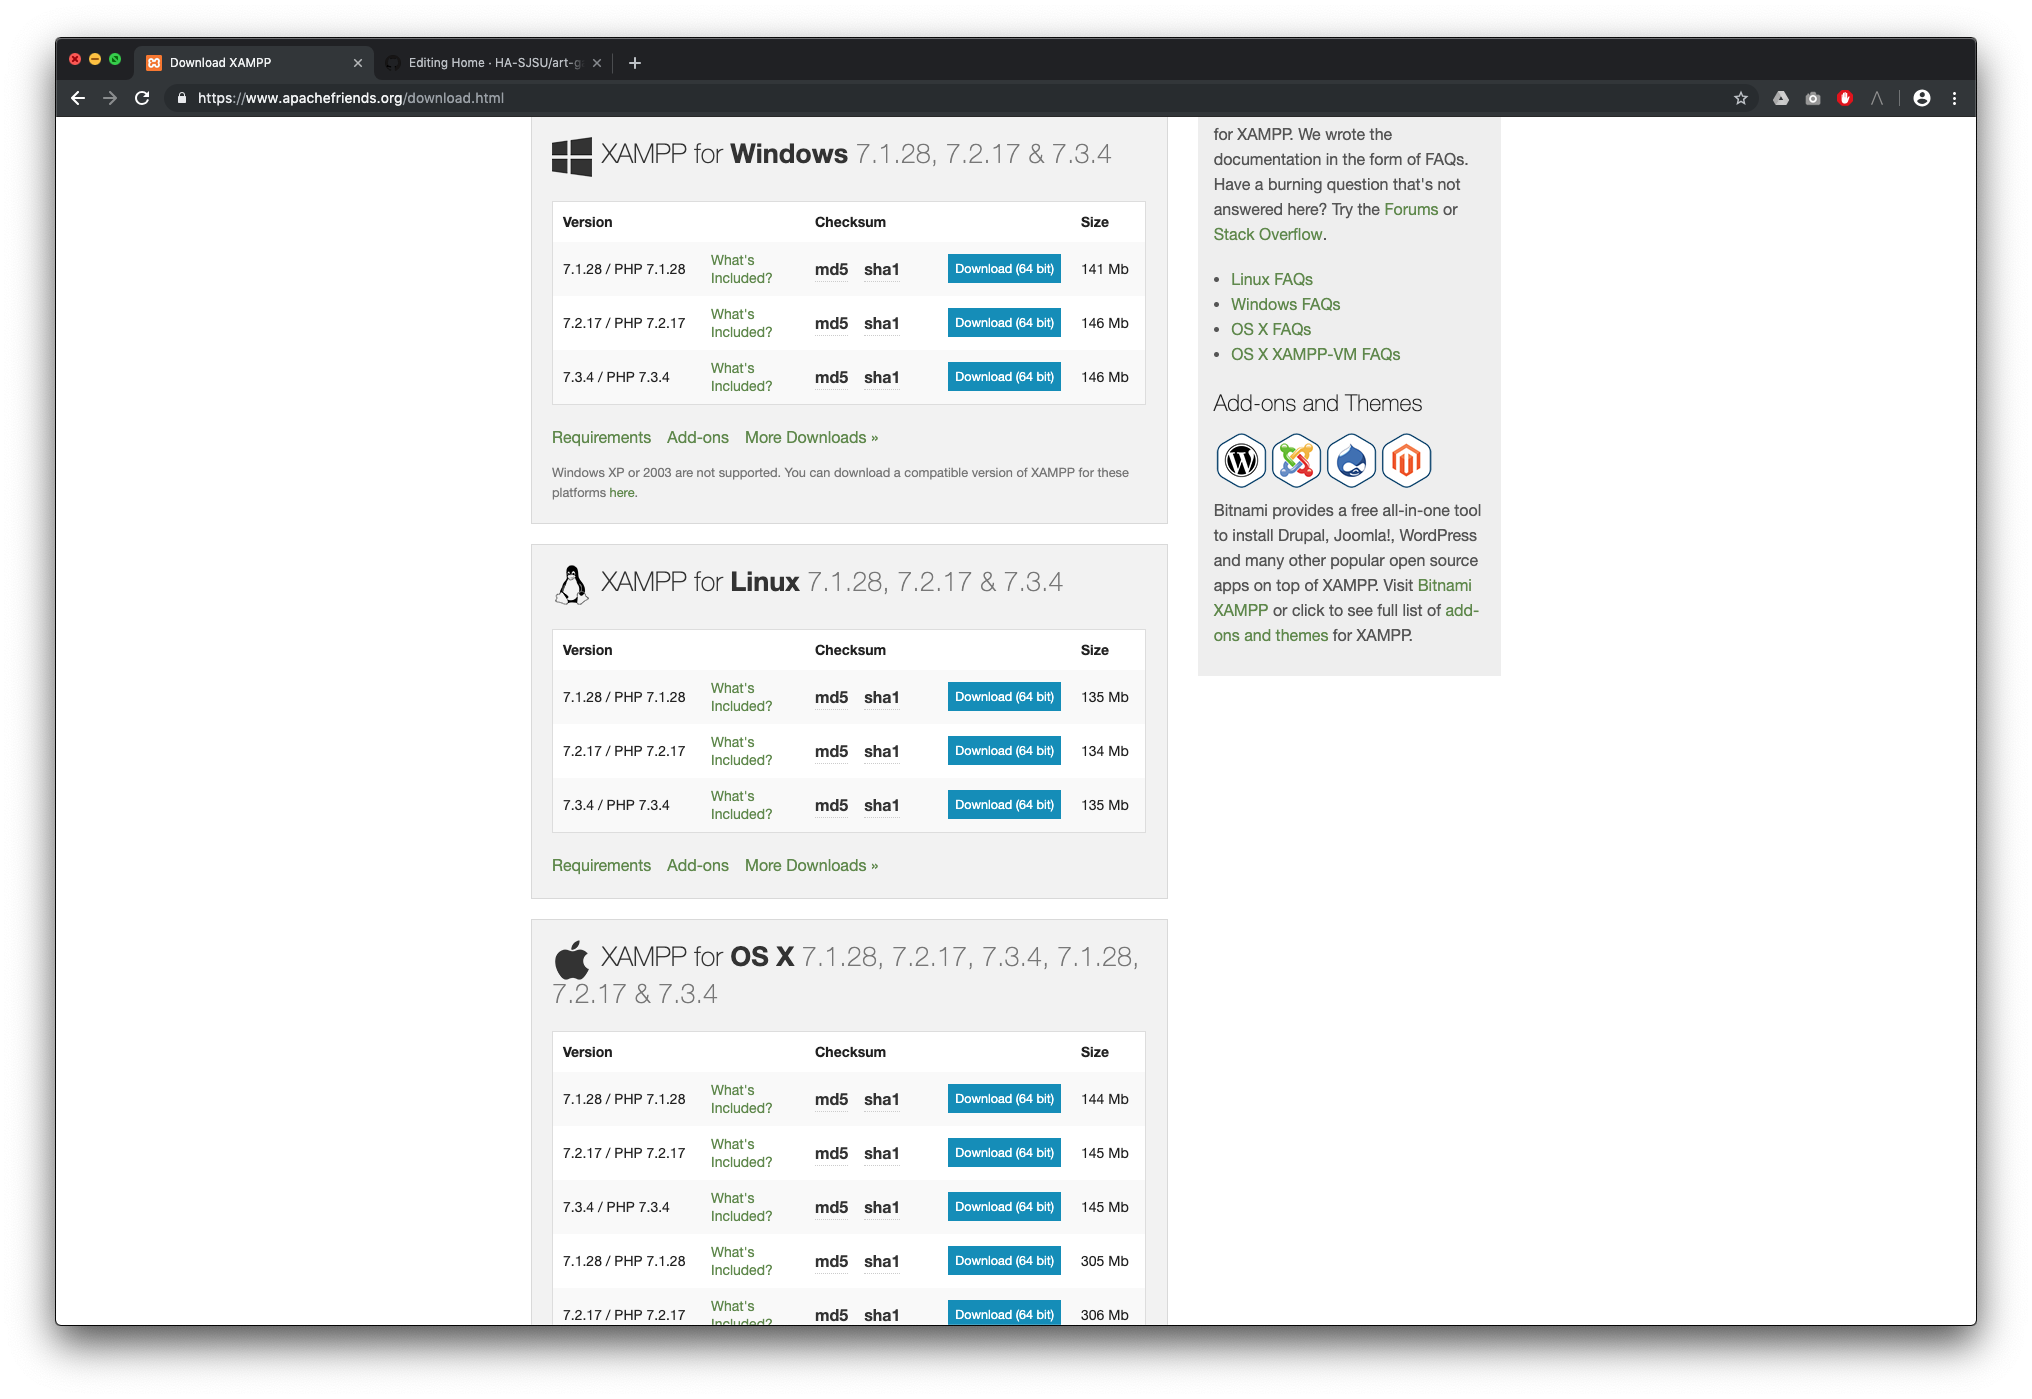 Download XAMPP
Editing Home · HA-SJSU/art-g
https://www.apachefriends.org/download.html
XAMPP for Windows 7.1.28, 7.2.17 & 7.3.4
Version Checksum Size
7.1.28 / PHP 7.1.28 What's Included? md5 sha1 Download (64 bit) 141 Mb
7.2.17 / PHP 7.2.17 What's Included? md5 sha1 Download (64 bit) 146 Mb
7.3.4 / PHP 7.3.4 What's Included? md5 sha1 Download (64 bit) 146 Mb
Requirements Add-ons More Downloads »
Windows XP or 2003 are not supported. You can download a compatible version of XAMPP for these
platforms here.
XAMPP for Linux 7.1.28, 7.2.17 & 7.3.4
Version Checksum Size
7.1.28 / PHP 7.1.28 What's Included? md5 sha1 Download (64 bit) 135 Mb
7.2.17 / PHP 7.2.17 What's Included? md5 sha1 Download (64 bit) 134 Mb
7.3.4 / PHP 7.3.4 What's Included? md5 sha1 Download (64 bit) 135 Mb
Requirements Add-ons More Downloads »
XAMPP for OS X 7.1.28, 7.2.17, 7.3.4, 7.1.28,
7.2.17 & 7.3.4
Version Checksum Size
7.1.28 / PHP 7.1.28 What's Included? md5 sha1 Download (64 bit) 144 Mb
7.2.17 / PHP 7.2.17 What's Included? md5 sha1 Download (64 bit) 145 Mb
7.3.4 / PHP 7.3.4 What's Included? md5 sha1 Download (64 bit) 145 Mb
7.1.28 / PHP 7.1.28 What's Included? md5 sha1 Download (64 bit) 305 Mb
7.2.17 / PHP 7.2.17 What's Included? md5 sha1 Download (64 bit) 306 Mb
for XAMPP. We wrote the
documentation in the form of FAQs.
Have a burning question that's not
answered here? Try the Forums or
Stack Overflow.
• Linux FAQs
• Windows FAQs
• OS X FAQs
• OS X XAMPP-VM FAQs
Add-ons and Themes
Bitnami provides a free all-in-one tool
to install Drupal, Joomla!, WordPress
and many other popular open source
apps on top of XAMPP. Visit Bitnami
XAMPP or click to see full list of add-
ons and themes for XAMPP.